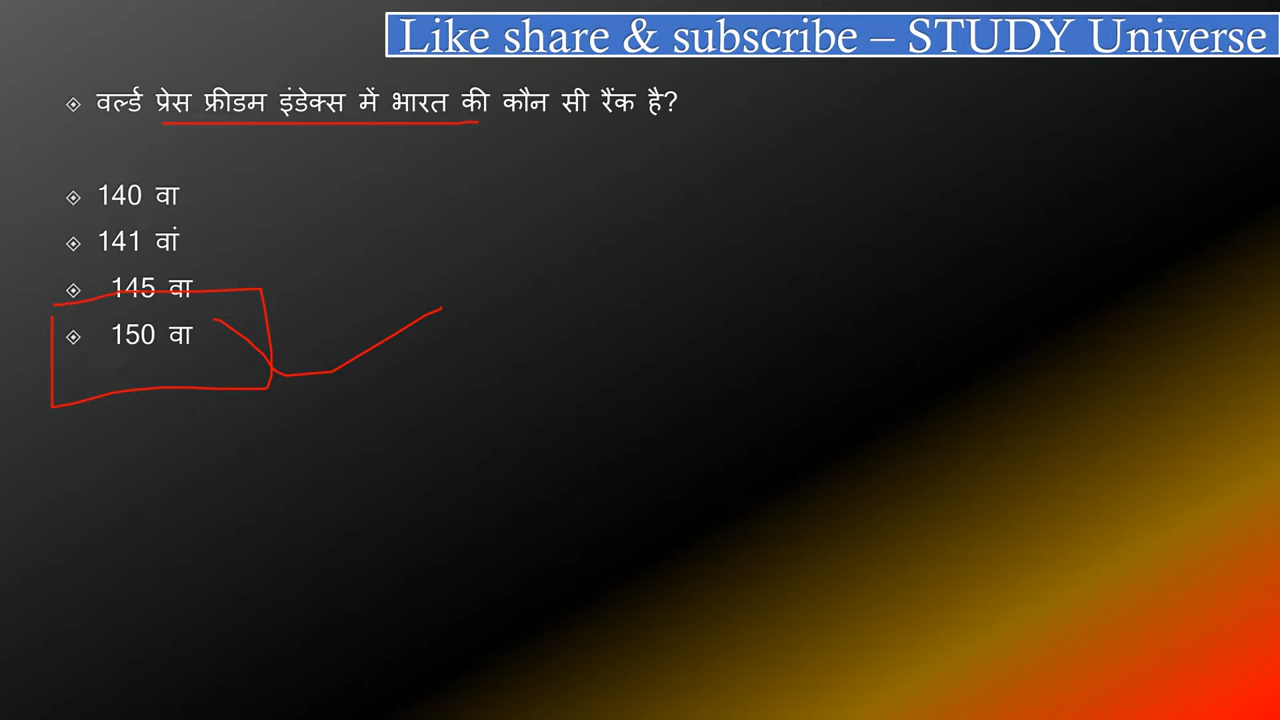 Like share & subscribe – STUDY Universe
वर्ल्ड प्रेस फ्रीडम इंडेक्स में भारत की कौन सी रैंक है?
140 वा
141 वां
145 वा
150 वा